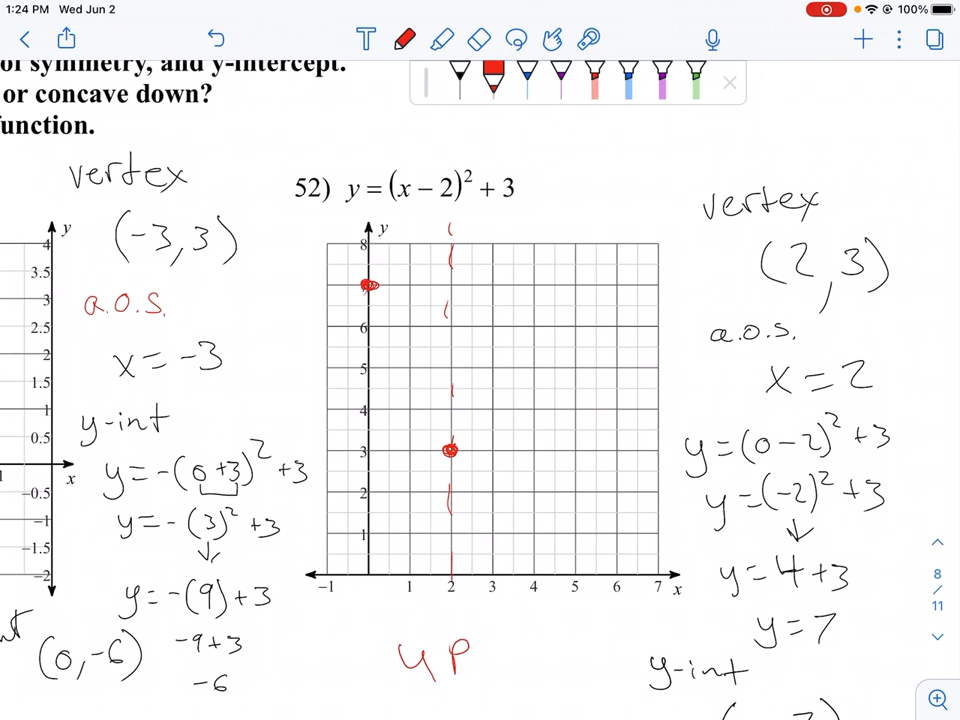 1:24 PM Wed Jun 2
100%
of symmetry, and y-intercept.
or concave down?
function.
vertex
(-3, 3)
a.o.s.
x = -3
y-int
y = -(0 + 3)² + 3
y = -(3)² + 3
y = -(9) + 3
-9 + 3
-6
(0, -6)
y
4
3.5
3
2.5
2
1.5
1
0.5
-0.5
-1
-1.5
-2
x
52) y = (x − 2)² + 3
y
8
6
5
4
3
2
1
-1 1 2 3 4 5 6 7 x
up
vertex
(2, 3)
a.o.s.
x = 2
y = (0 - 2)² + 3
y = (-2)² + 3
y = 4 + 3
y = 7
y-int
8
/
11